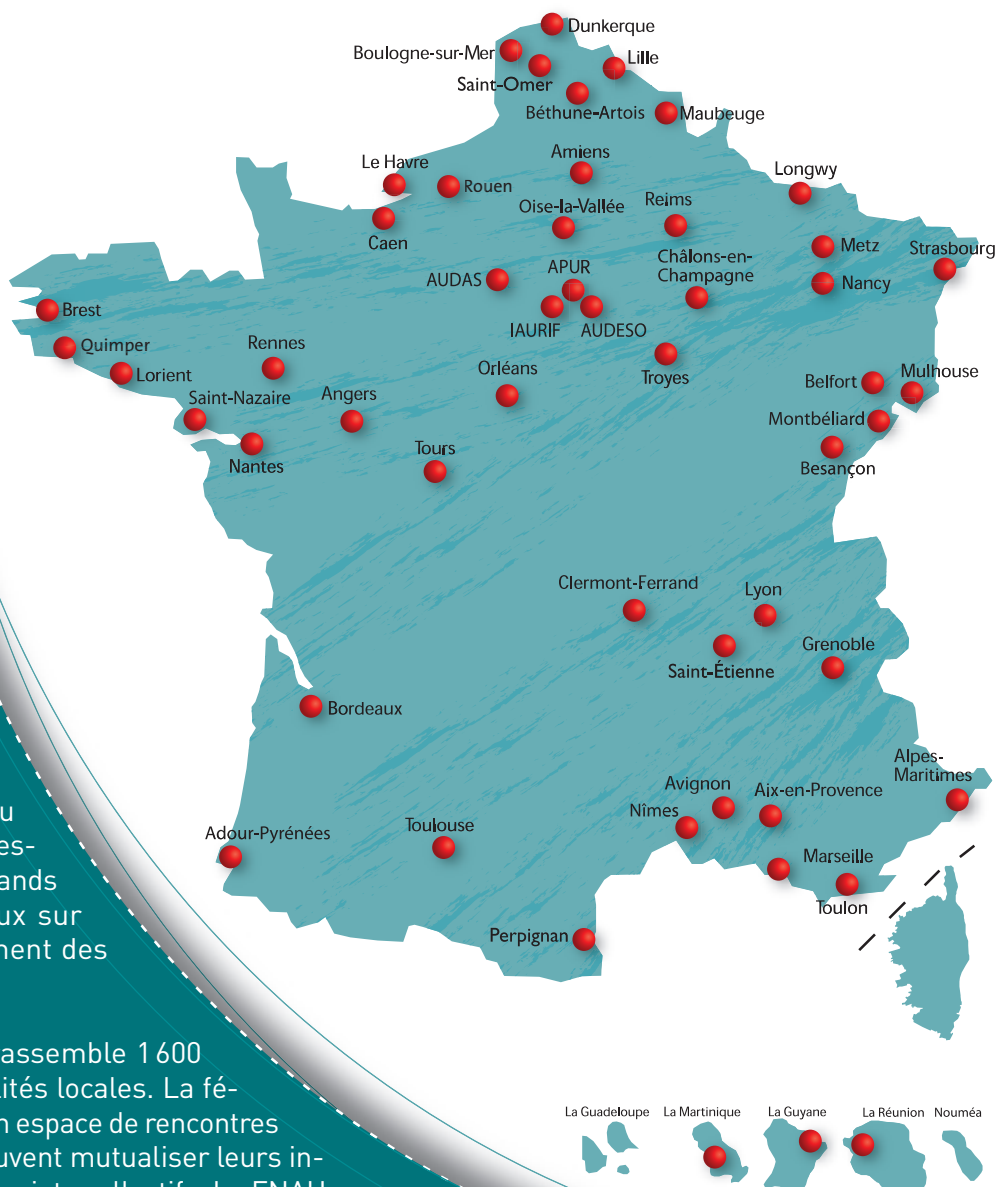 Dunkerque
Boulogne-sur-Mer
Lille
Saint-Omer
Béthune-Artois
Maubeuge
Amiens
Le Havre
Rouen
Longwy
Oise-la-Vallée
Reims
Caen
Metz
Strasbourg
Châlons-en-
Champagne
AUDAS
APUR
Nancy
Brest
IAURIF
AUDESO
Quimper
Rennes
Lorient
Orléans
Troyes
Belfort
Mulhouse
Saint-Nazaire
Angers
Montbéliard
Nantes
Tours
Besançon
Clermont-Ferrand
Lyon
Saint-Étienne
Grenoble
Bordeaux
Alpes-
Maritimes
Avignon
Aix-en-Provence
Nîmes
Adour-Pyrénées
Toulouse
Marseille
Toulon
Perpignan
u
es-
ands
ux sur
ment des
assemble 1 600
lités locales. La fé-
n espace de rencontres
uvent mutualiser leurs in-
La Guadeloupe
La Martinique
La Guyane
La Réunion
Nouméa